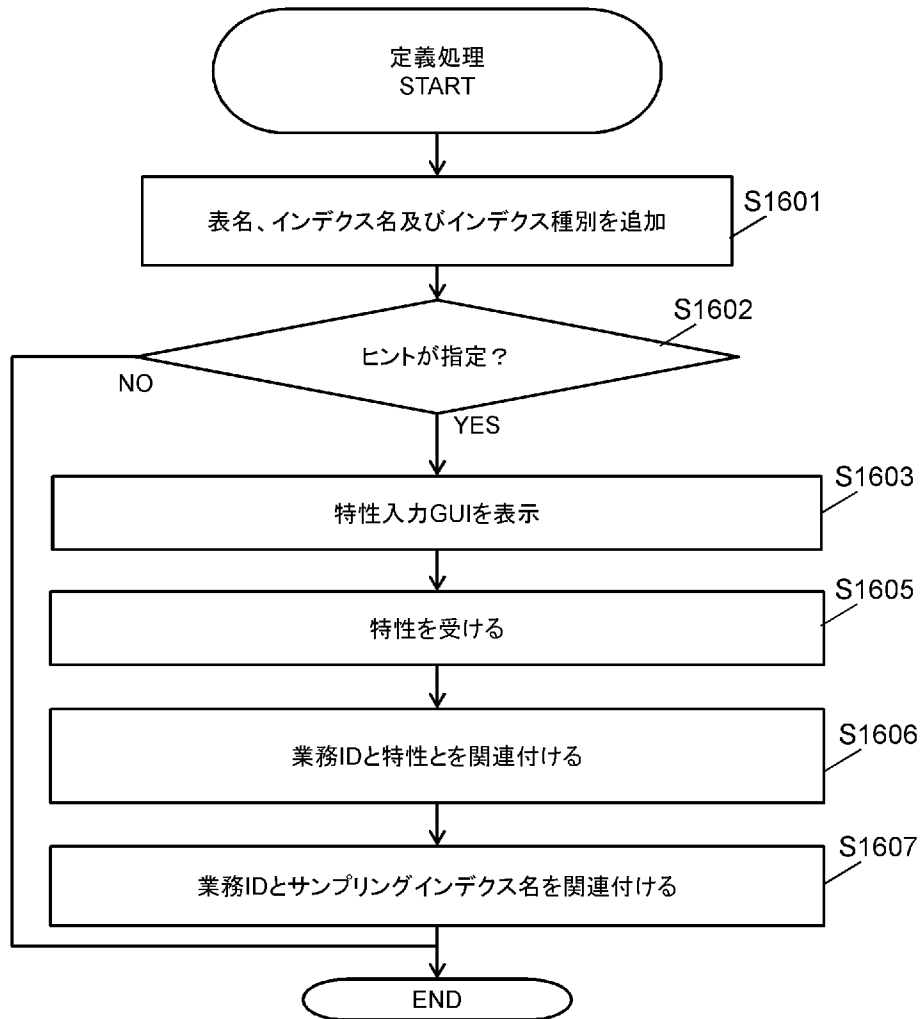 定義処理
START
表名、インデクス名及びインデクス種別を追加
S1601
S1602
ヒントが指定？
NO
YES
S1603
特性入力GUIを表示
S1605
特性を受ける
S1606
業務IDと特性とを関連付ける
S1607
業務IDとサンプリングインデクス名を関連付ける
END